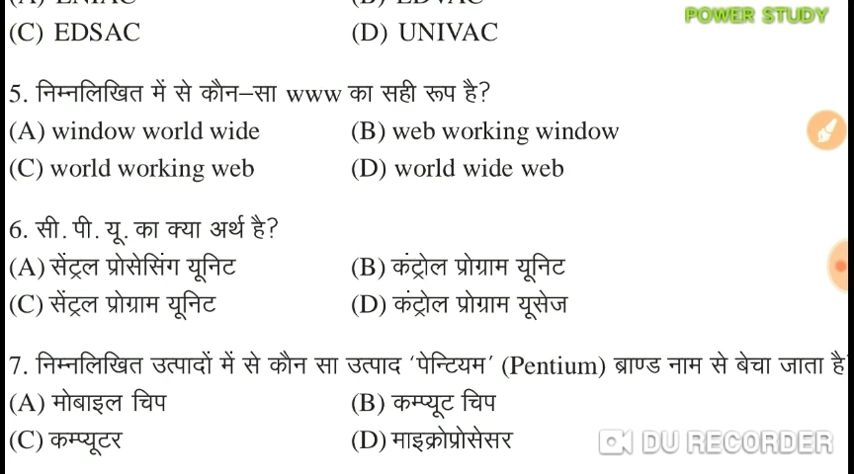 POWER STUDY
(C) EDSAC (D) UNIVAC
5. निम्नलिखित में से कौन-सा www का सही रूप है?
(A) window world wide (B) web working window
(C) world working web (D) world wide web
6. सी. पी. यू. का क्या अर्थ है?
(A) सेंट्रल प्रोसेसिंग यूनिट (B) कंट्रोल प्रोग्राम यूनिट
(C) सेंट्रल प्रोग्राम यूनिट (D) कंट्रोल प्रोग्राम यूसेज
7. निम्नलिखित उत्पादों में से कौन सा उत्पाद ‘पेन्टियम’ (Pentium) ब्राण्ड नाम से बेचा जाता है
(A) मोबाइल चिप (B) कम्प्यूट चिप
(C) कम्प्यूटर (D) माइक्रोप्रोसेसर
DU RECORDER